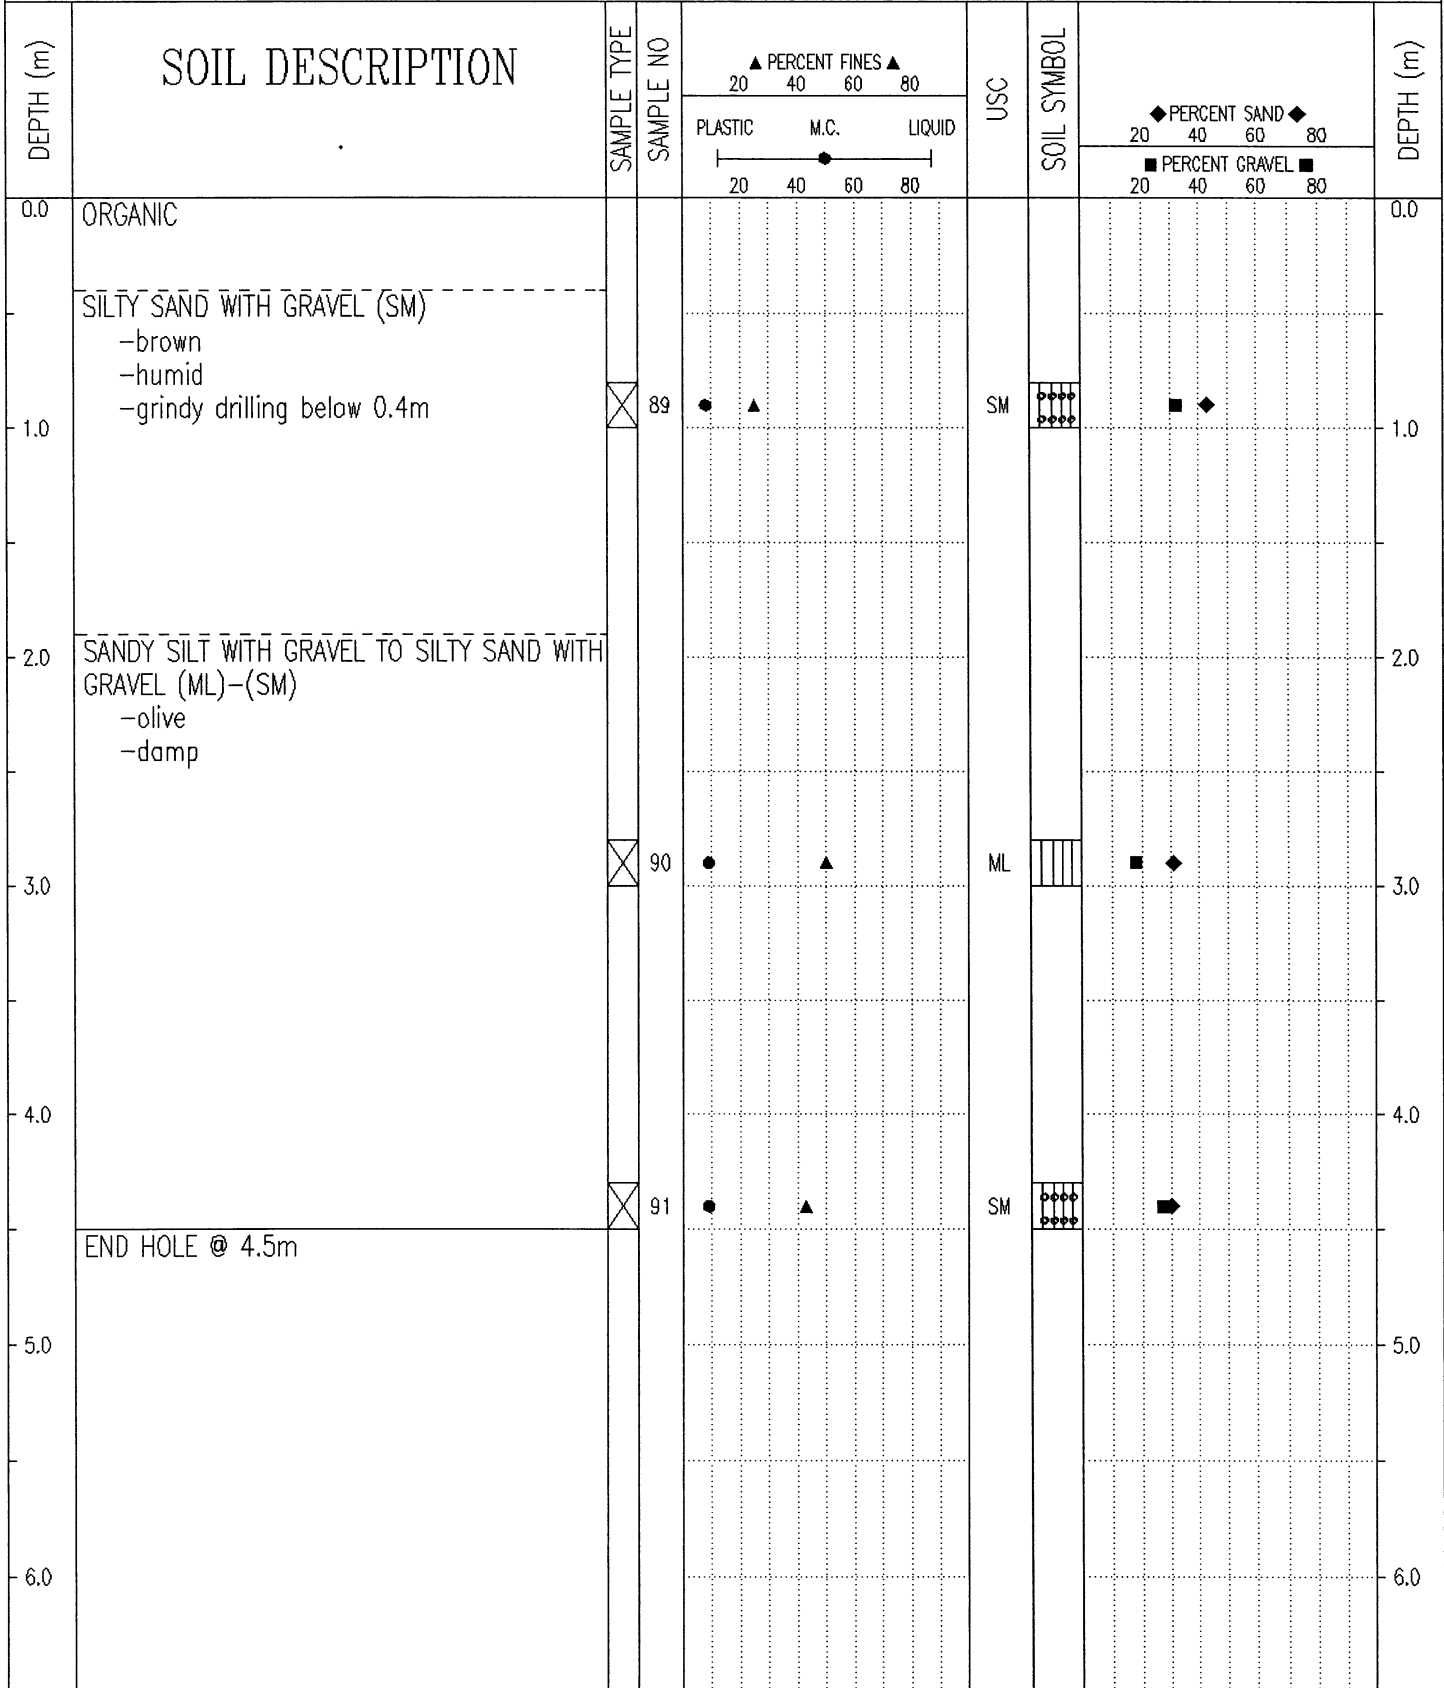 DEPTH (m)
SOIL DESCRIPTION
SAMPLE TYPE
SAMPLE NO
▲ PERCENT FINES ▲
20 40 60 80
PLASTIC M.C. LIQUID
20 40 60 80
USC
SOIL SYMBOL
◆ PERCENT SAND ◆
20 40 60 80
■ PERCENT GRAVEL ■
20 40 60 80
DEPTH (m)
0.0 ORGANIC 0.0
SILTY SAND WITH GRAVEL (SM)
-brown
-humid
-grindy drilling below 0.4m 89 SM
1.0 1.0
SANDY SILT WITH GRAVEL TO SILTY SAND WITH
2.0 2.0
GRAVEL (ML)-(SM)
-olive
-damp
90 ML
3.0 3.0
4.0 4.0
91 SM
END HOLE @ 4.5m
5.0 5.0
6.0 6.0